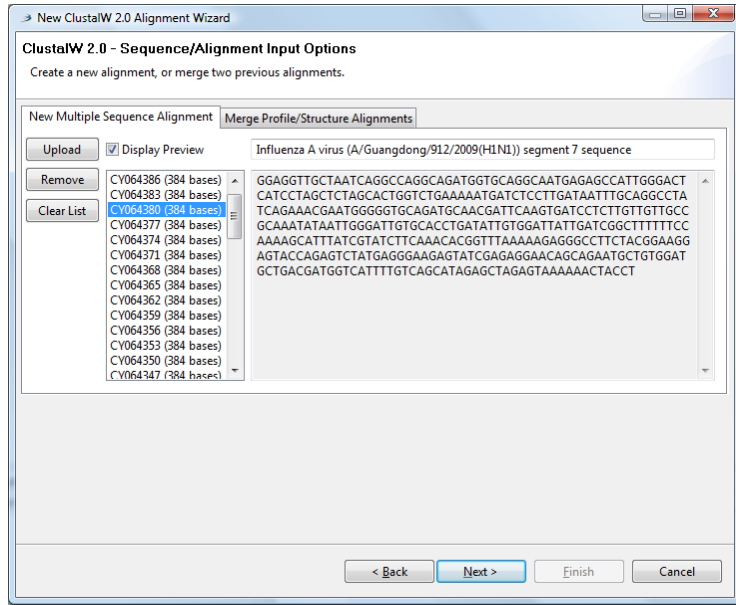 New ClustalW 2.0 Alignment Wizard
ClustalW 2.0 - Sequence/Alignment Input Options
Create a new alignment, or merge two previous alignments.
New Multiple Sequence Alignment
Merge Profile/Structure Alignments
Upload
Display Preview
Influenza A virus (A/Guangdong/912/2009(H1N1)) segment 7 sequence
Remove
Clear List
CY064386 (384 bases)
CY064383 (384 bases)
CY064380 (384 bases)
CY064377 (384 bases)
CY064374 (384 bases)
CY064371 (384 bases)
CY064368 (384 bases)
CY064365 (384 bases)
CY064362 (384 bases)
CY064359 (384 bases)
CY064356 (384 bases)
CY064353 (384 bases)
CY064350 (384 bases)
CY064347 (384 bases)
GGAGGTTGCTAATCAGGCCAGGCAGATGGTGCAGGCAATGAGAGCCATTGGGACT
CATCCTAGCTCTAGCACTGGTCTGAAAAATGATCTCCTTGATAATTTGCAGGCCTA
TCAGAAACGAATGGGGGTGCAGATGCAACGATTCAAGTGATCCTCTTGTTGTTGCC
GCAAATATAATTGGGATTGTGCACCTGATATTGTGGATTATTGATCGGCTTTTTTCC
AAAAGCATTTATCGTATCTTCAAACACGGTTTAAAAAGAGGGCCTTCTACGGAAGG
AGTACCAGAGTCTATGAGGGAAGAGTATCGAGAGGAACAGCAGAATGCTGTGGAT
GCTGACGATGGTCATTTTGTCAGCATAGAGCTAGAGTAAAAAACTACCT
< Back
Next >
Finish
Cancel